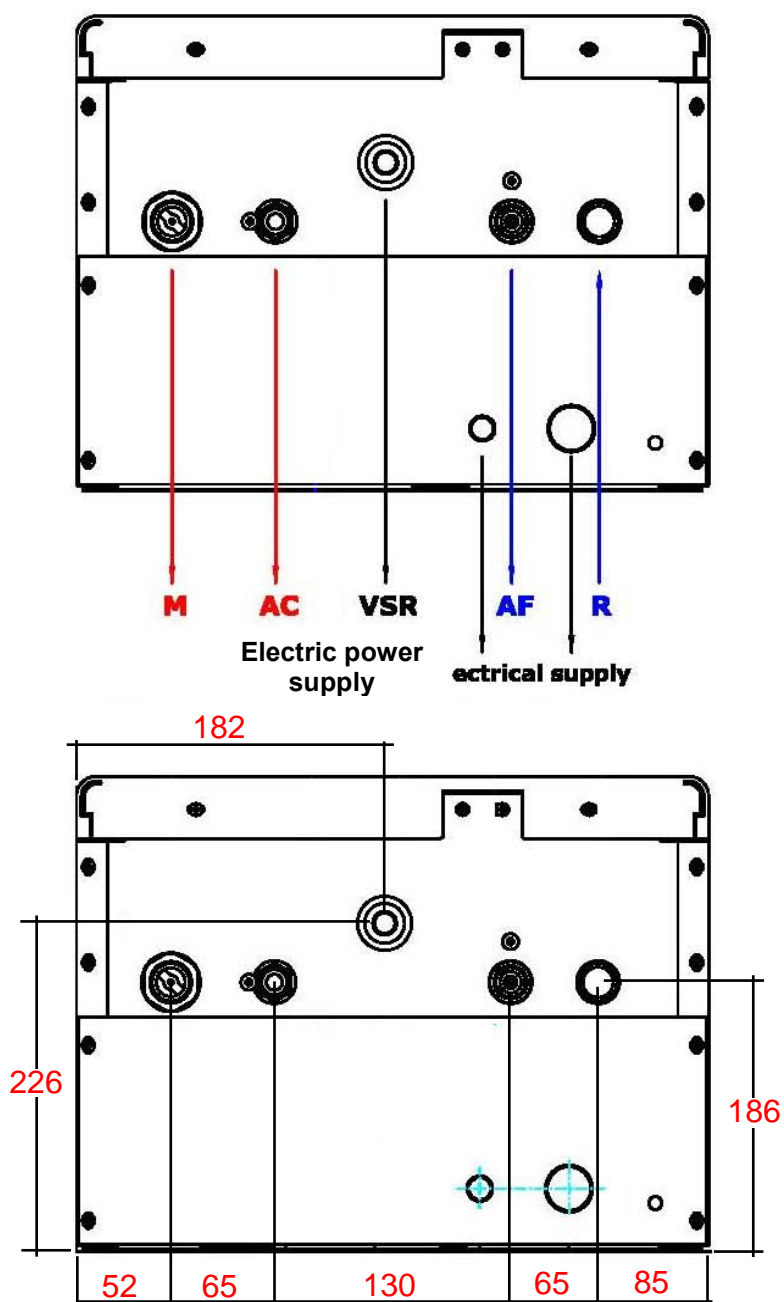 M AC VSR AF R
Electric power
supply
ectrical supply
182
226
186
52 65 130 65 85